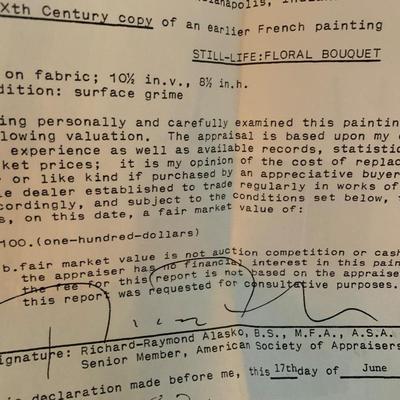 Indianapolis, Indiana
Xth Century copy of an earlier French painting
STILL-LIFE:FLORAL BOUQUET
on fabric; 10½ in.v., 8½ in.h.
dition: surface grime
ing personally and carefully examined this paintin
llowing valuation. The appraisal is based upon my
experience as well as available records, statistic
ket prices; it is my opinion of the cost of replac
y or like kind if purchased by an appreciative buyer
le dealer established to trade regularly in works of
cordingly, and subject to the conditions set below,
s, on this date, a fair market value of:
100.(one-hundred-dollars)
b.fair market value is not auction competition or cash
the appraiser has no financial interest in this pain
the fee for this report is not based on the appraise
this report was requested for consultative purposes.
ignature: Richard-Raymond Alasko, B.S., M.F.A., A.S.A.
Senior Member, American Society of Appraisers
is declaration made before me, this 17th day of June